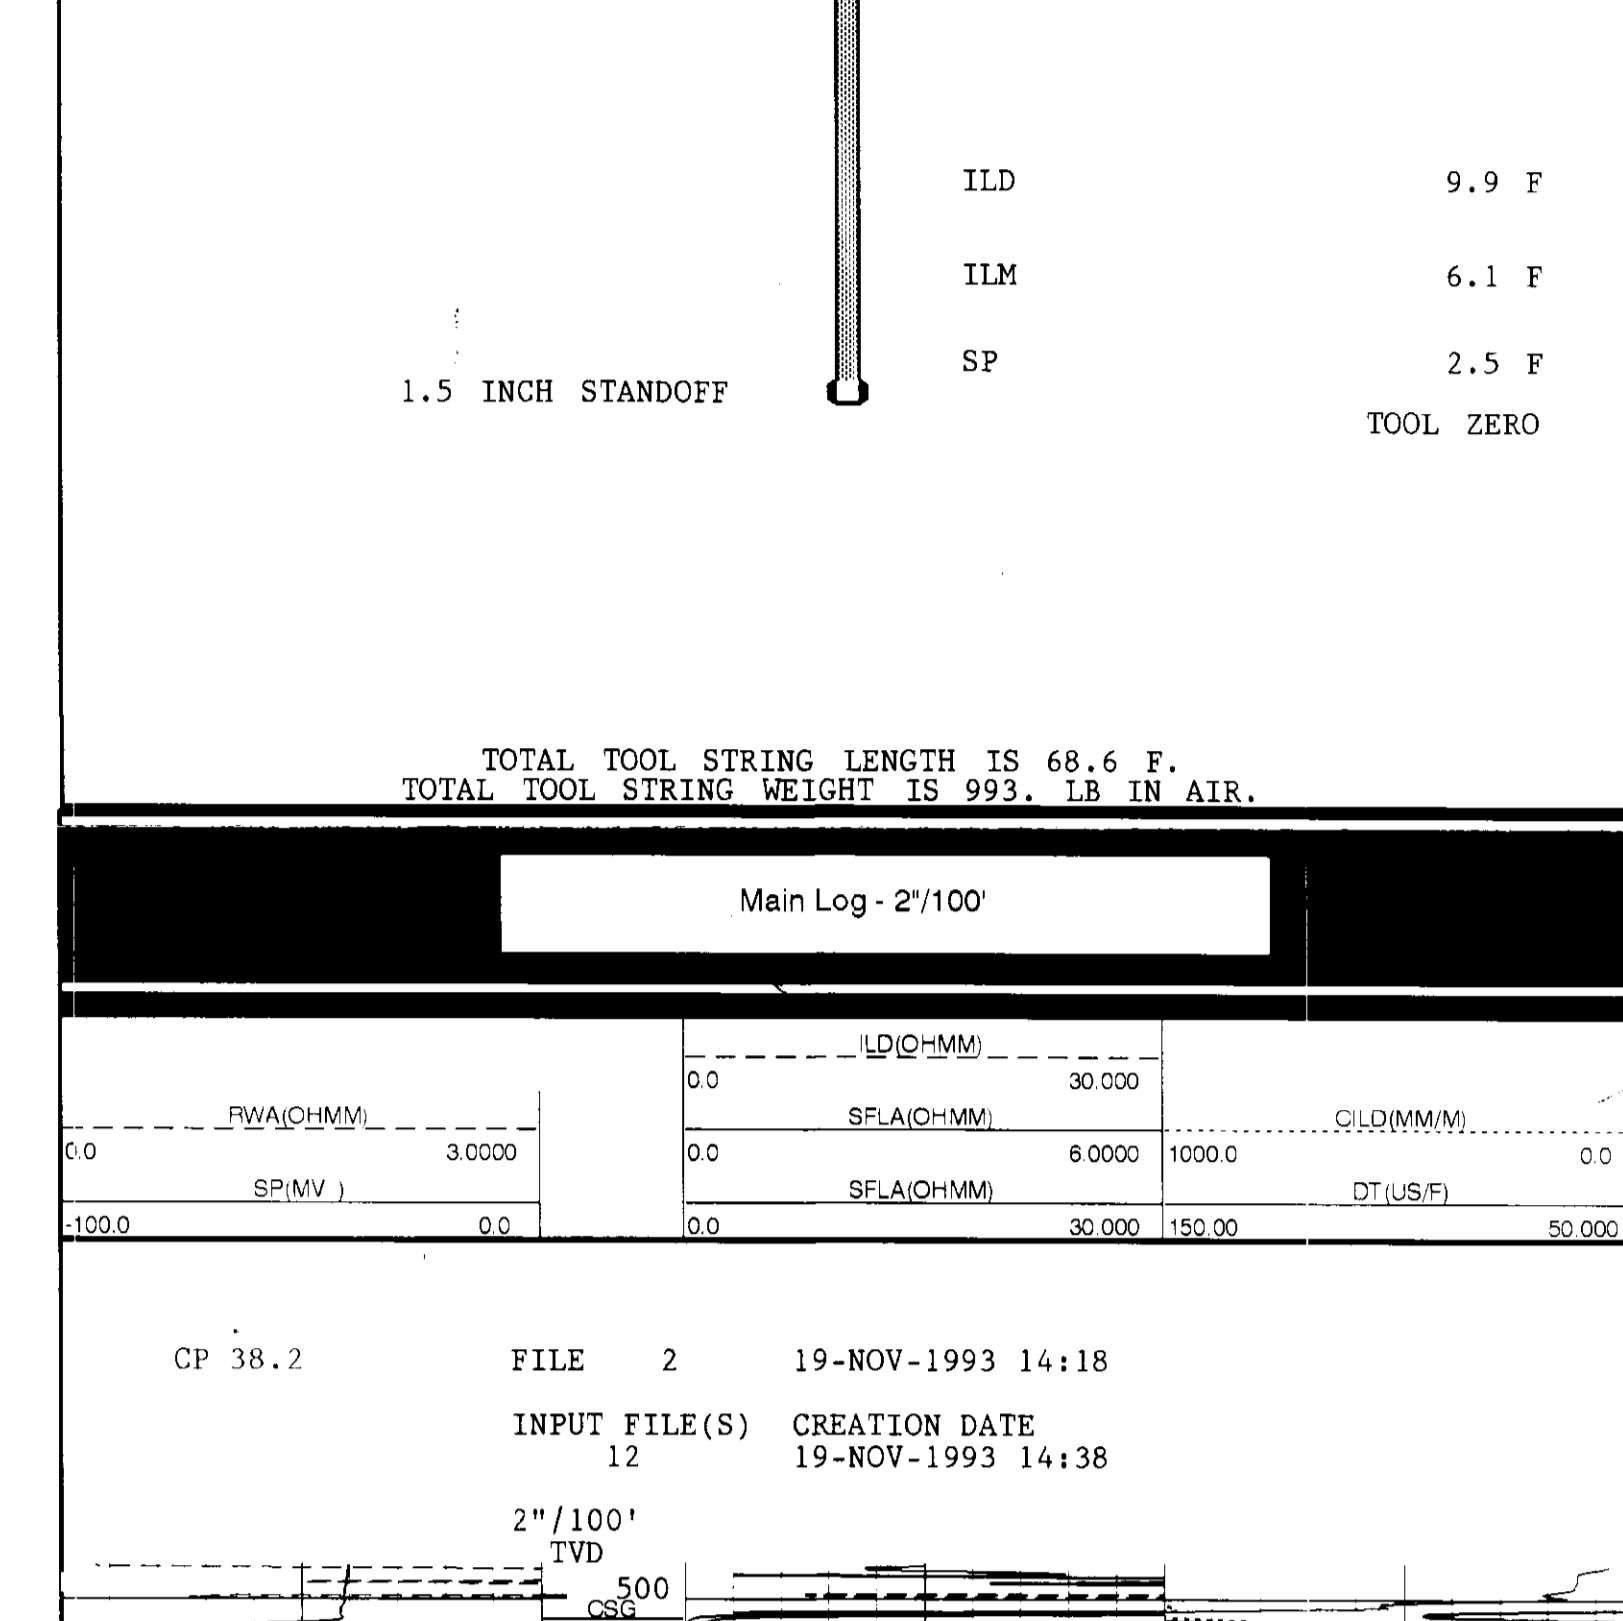 ILD 9.9 F
ILM 6.1 F
SP 2.5 F
1.5 INCH STANDOFF
TOOL ZERO
TOTAL TOOL STRING LENGTH IS 68.6 F.
TOTAL TOOL STRING WEIGHT IS 993. LB IN AIR.
Main Log - 2"/100'
ILD(OHMM)
0.0 30.000
RWA(OHMM) SFLA(OHMM) CILD(MM/M)
0.0 3.0000 0.0 6.0000 1000.0 0.0
SP(MV ) SFLA(OHMM) DT(US/F)
-100.0 0.0 0.0 30.000 150.00 50.000
CP 38.2 FILE 2 19-NOV-1993 14:18
INPUT FILE(S) CREATION DATE
12 19-NOV-1993 14:38
2"/100'
TVD
500
CSG